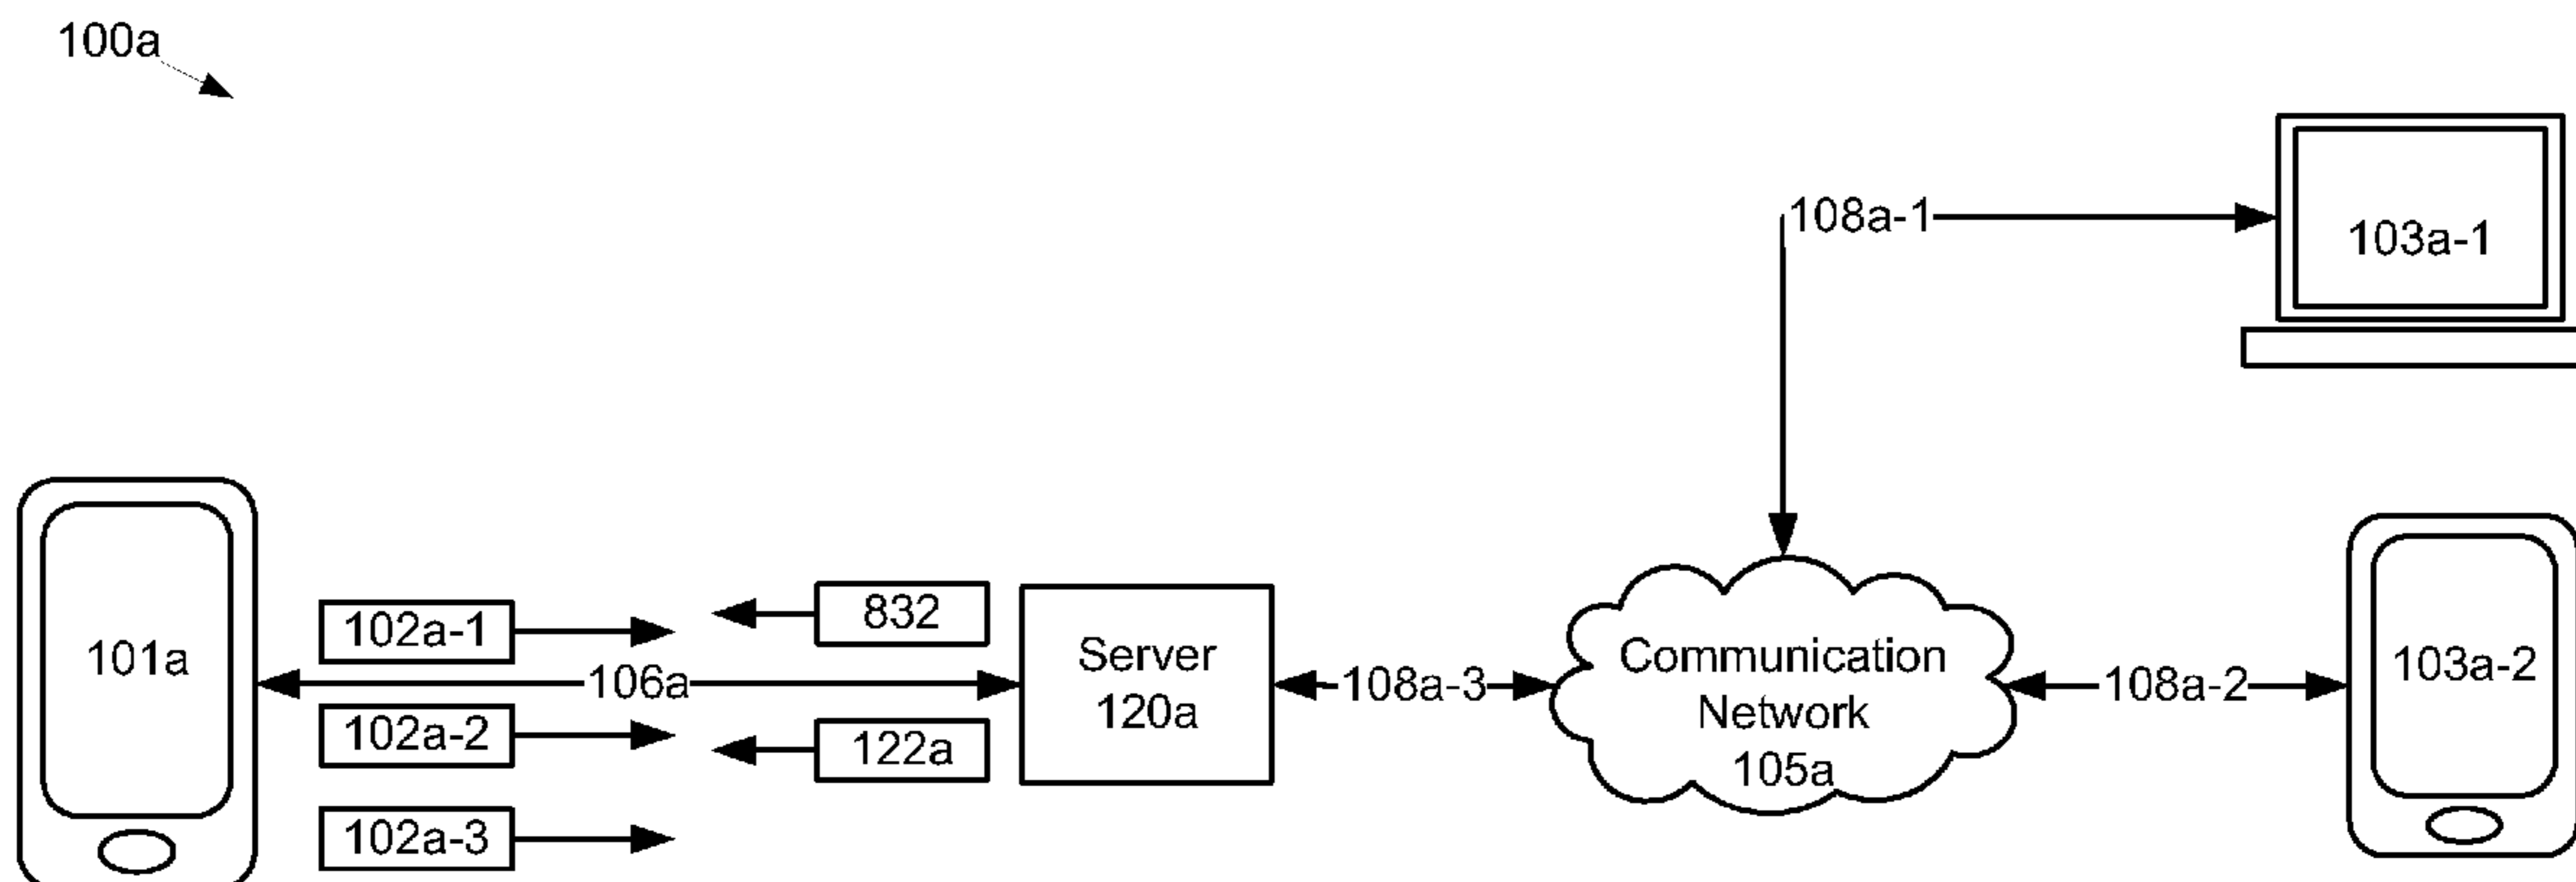 100a
108a-1
103a-1
101a
102a-1
832
106a
102a-2
122a
102a-3
Server
120a
108a-3
Communication
Network
105a
108a-2
103a-2